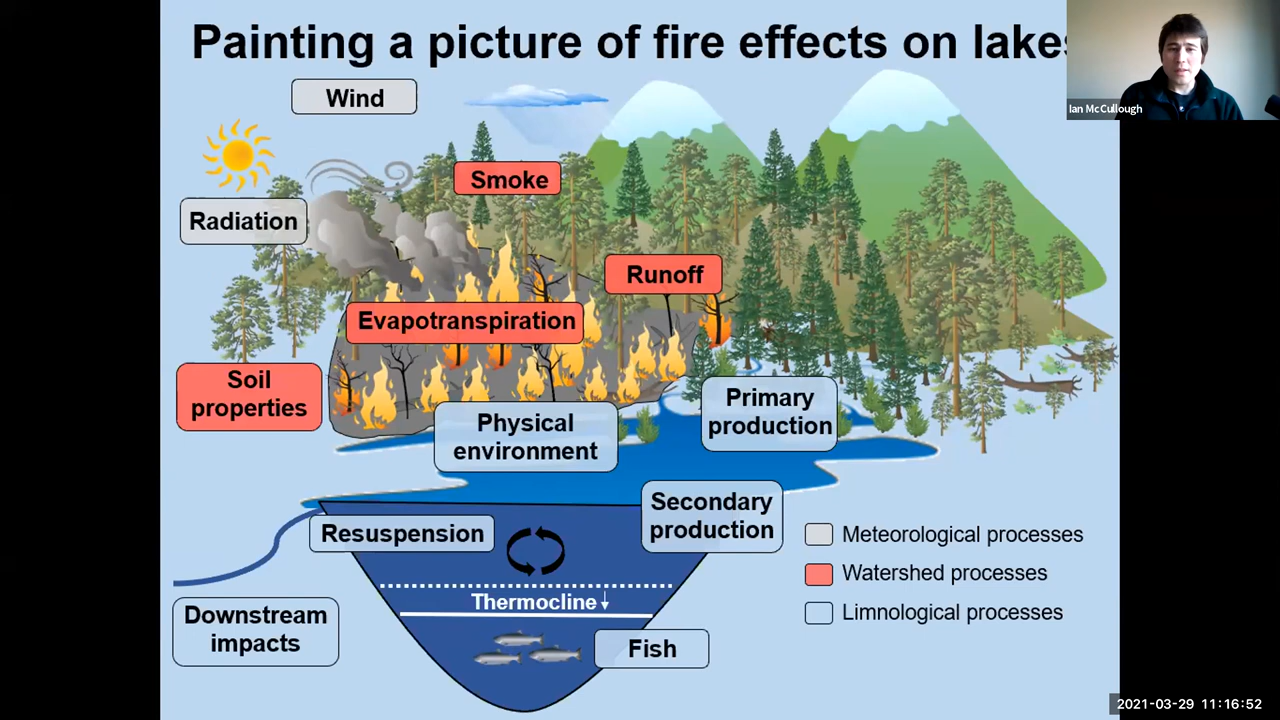 Painting a picture of fire effects on lakes
Ian McCullough
Wind
Smoke
Radiation
Runoff
Evapotranspiration
Soil
properties
Primary
production
Physical
environment
Secondary
production
Resuspension
Meteorological processes
Watershed processes
Limnological processes
Thermocline↓
Downstream
impacts
Fish
2021-03-29 11:16:52